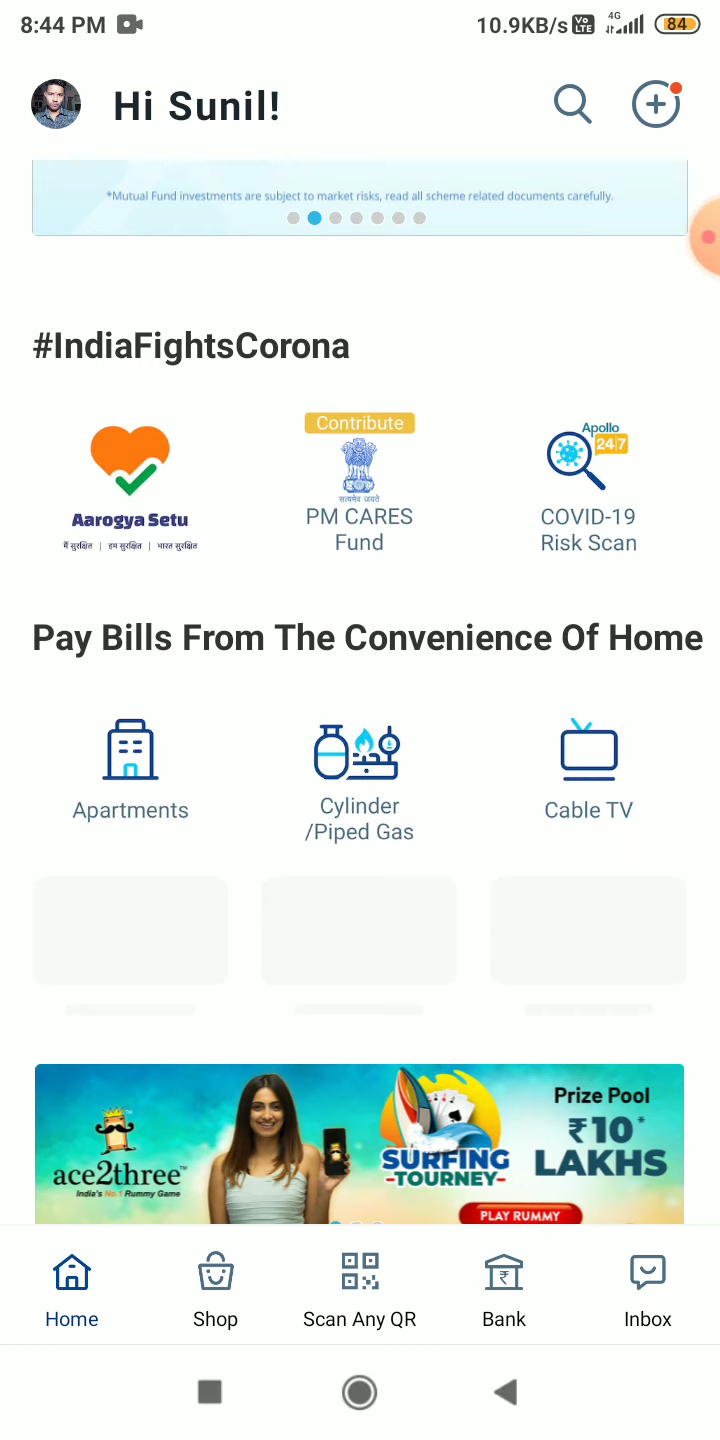 8:44 PM
10.9KB/s Vo LTE 4G 84
Hi Sunil!
*Mutual Fund investments are subject to market risks, read all scheme related documents carefully.
#IndiaFightsCorona
Aarogya Setu
मैं सुरक्षित | हम सुरक्षित | भारत सुरक्षित
Contribute
सत्यमेव जयते
PM CARES
Fund
Apollo
24|7
COVID-19
Risk Scan
Pay Bills From The Convenience Of Home
Apartments
Cylinder
/Piped Gas
Cable TV
ace2three™
India's No.1 Rummy Game
SURFING
-TOURNEY-
Prize Pool
₹10*
LAKHS
PLAY RUMMY
Home
Shop
Scan Any QR
₹
Bank
Inbox